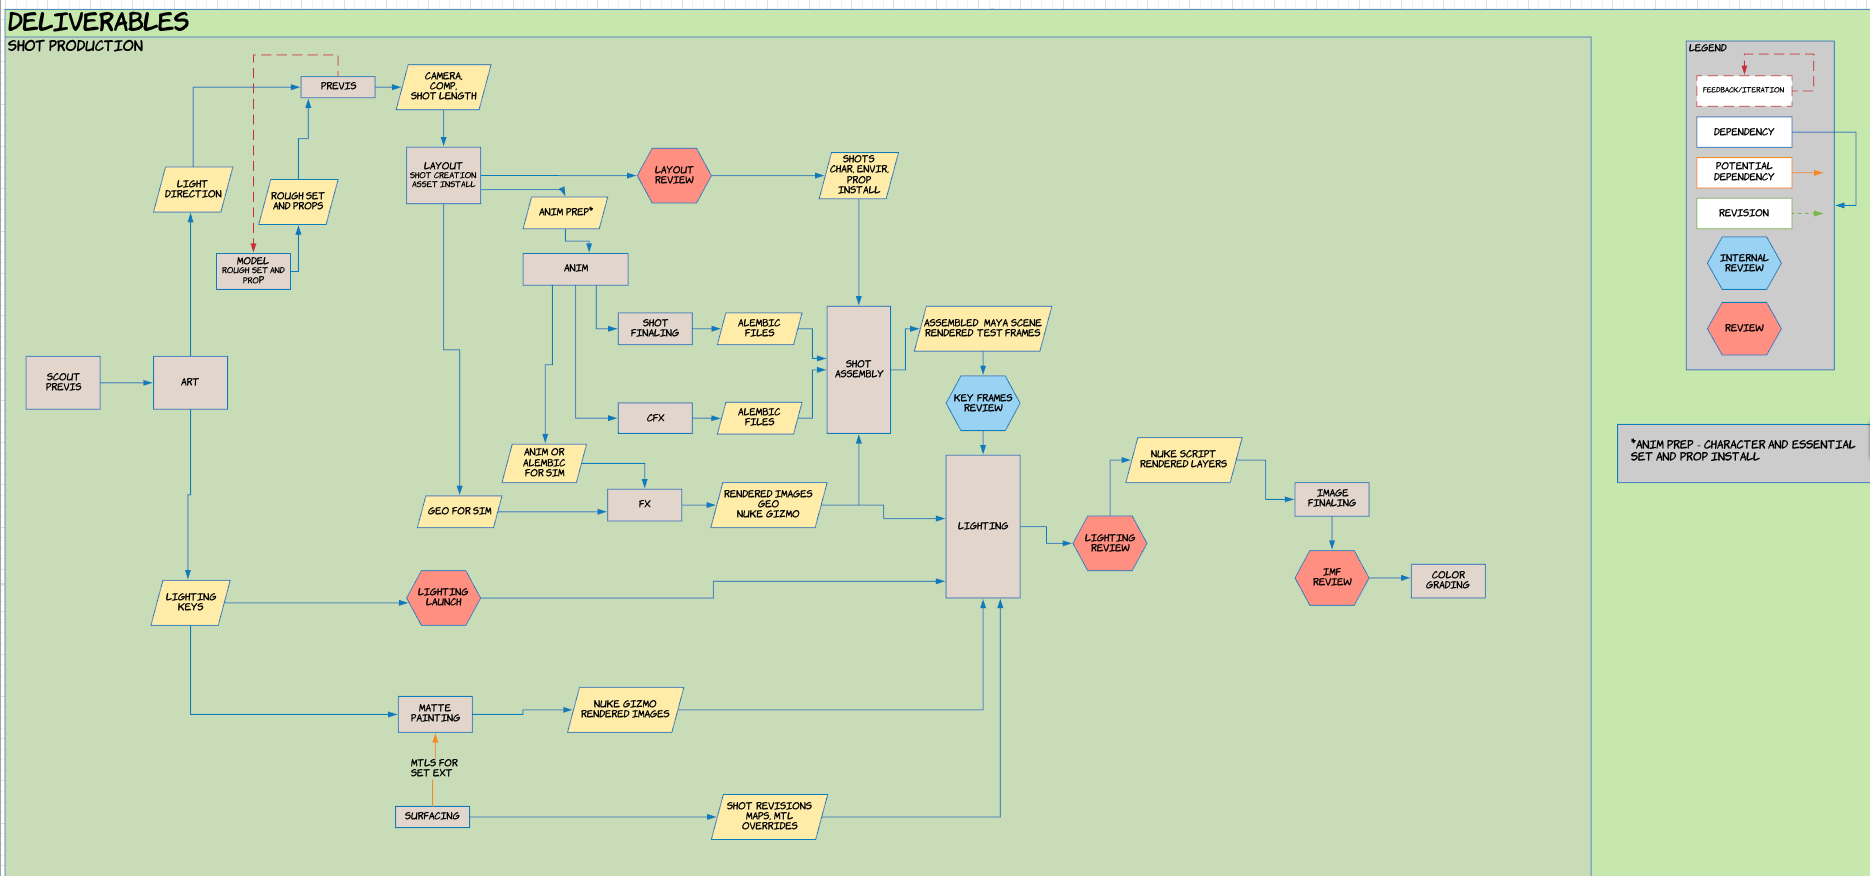 DELIVERABLES
SHOT PRODUCTION
PREVIS
CAMERA,
COMP,
SHOT LENGTH
LIGHT
DIRECTION
ROUGH SET
AND PROPS
MODEL
ROUGH SET AND
PROP
LAYOUT
SHOT CREATION
ASSET INSTALL
LAYOUT
REVIEW
SHOTS
CHAR, ENVIR,
PROP
INSTALL
ANIM PREP*
ANIM
SHOT
FINALING
ALEMBIC
FILES
SHOT
ASSEMBLY
ASSEMBLED MAYA SCENE
RENDERED TEST FRAMES
SCOUT
PREVIS
ART
KEY FRAMES
REVIEW
CFX
ALEMBIC
FILES
ANIM OR
ALEMBIC
FOR SIM
GEO FOR SIM
FX
RENDERED IMAGES
GEO
NUKE GIZMO
LIGHTING
NUKE SCRIPT
RENDERED LAYERS
LIGHTING
REVIEW
IMAGE
FINALING
IMF
REVIEW
COLOR
GRADING
LIGHTING
KEYS
LIGHTING
LAUNCH
MATTE
PAINTING
NUKE GIZMO
RENDERED IMAGES
MTLS FOR
SET EXT
SURFACING
SHOT REVISIONS
MAPS, MTL
OVERRIDES
LEGEND
FEEDBACK/ITERATION
DEPENDENCY
POTENTIAL
DEPENDENCY
REVISION
INTERNAL
REVIEW
REVIEW
*ANIM PREP - CHARACTER AND ESSENTIAL
SET AND PROP INSTALL